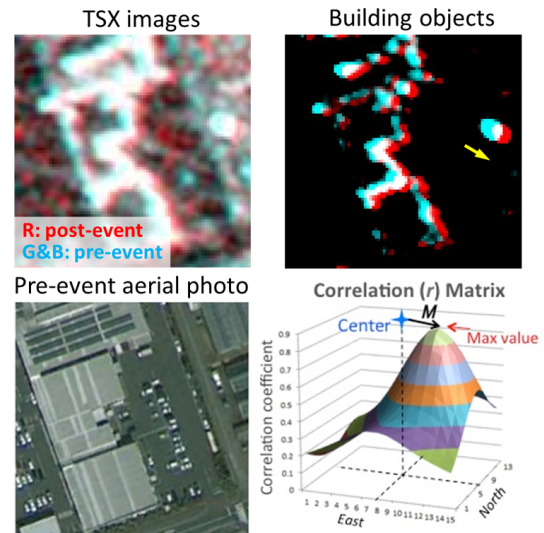 TSX images
Building objects
R: post-event
G&B: pre-event
Pre-event aerial photo
Correlation (r) Matrix
M
Center
Max value
Correlation coefficient
0.9
0.8
0.7
0.6
0.5
0.4
0.3
0.2
0.1
0
1 2 3 4 5 6 7 8 9 10 11 12 13 14 15
East
1
5
9
13
North